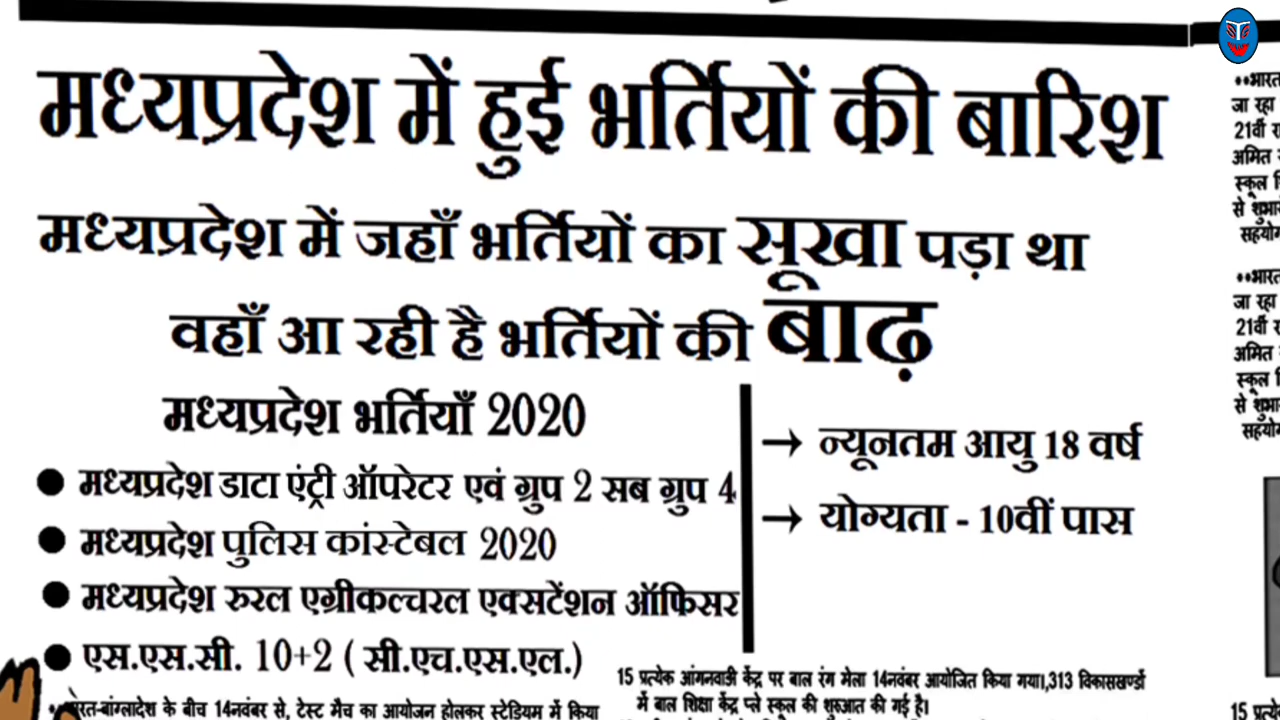 मध्यप्रदेश में हुई भर्तियों की बारिश
मध्यप्रदेश में जहाँ भर्तियों का सूखा पड़ा था
वहाँ आ रही है भर्तियों की बाढ़
मध्यप्रदेश भर्तियाँ 2020
● मध्यप्रदेश डाटा एंट्री ऑपरेटर एवं ग्रुप 2 सब ग्रुप 4
● मध्यप्रदेश पुलिस कांस्टेबल 2020
● मध्यप्रदेश रुरल एग्रीकल्चरल एक्सटेंशन ऑफिसर
● एस.एस.सी. 10+2 ( सी.एच.एस.एल.)
→ न्यूनतम आयु 18 वर्ष
→ योग्यता - 10वीं पास
15 प्रत्येक आंगनवाडी केंद्र पर बाल रंग मेला 14नवंबर आयोजित किया गया।,313 विकासखण्डों
में बाल शिक्षा केंद्र प्ले स्कूल की शुरुआत की गई है।
के बीच 14नवंबर से, टेस्ट मैच का आयोजन होलकर स्टेडियम में किया
••भारत
जा रहा
21वीं
अमित
स्कूल
से
••भारत
जा रहा
21वीं
अमित
स्कूल
से
15